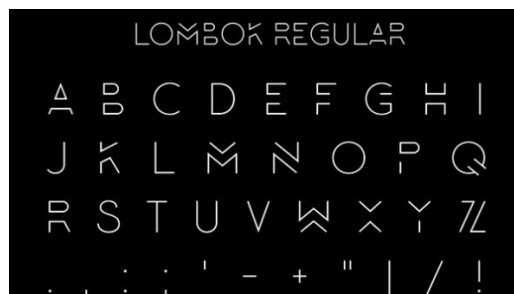 LOMBOK REGULAR
A B C D E F G H I
J K L M N O P Q
R S T U V W X Y Z
. , : ; ' - + " | / !